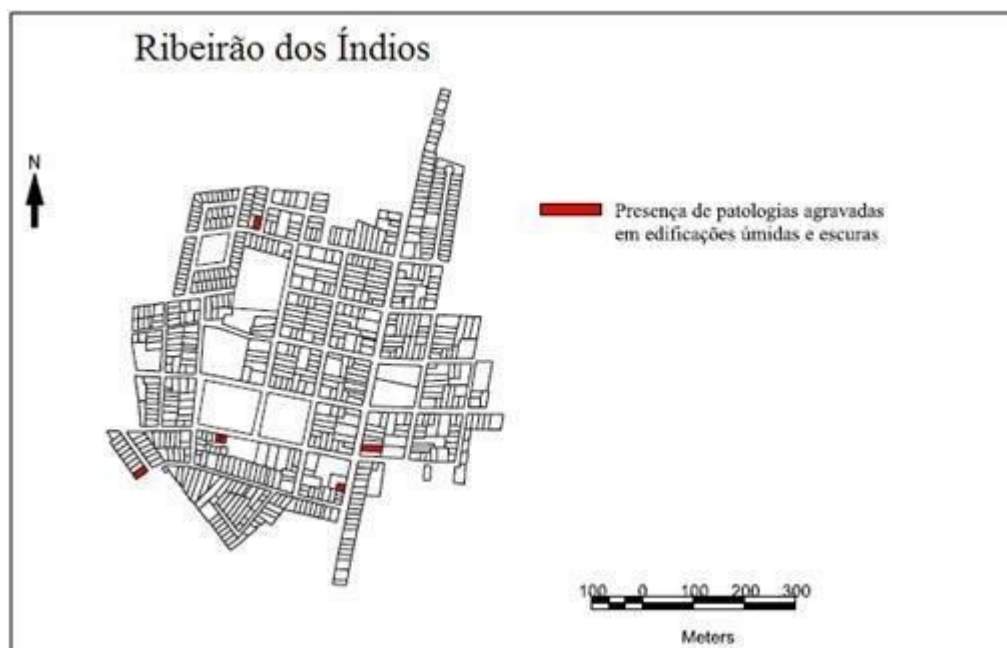 Ribeirão dos Índios
N
Presença de patologias agravadas
em edificações úmidas e escuras
100 0 100 200 300
Meters